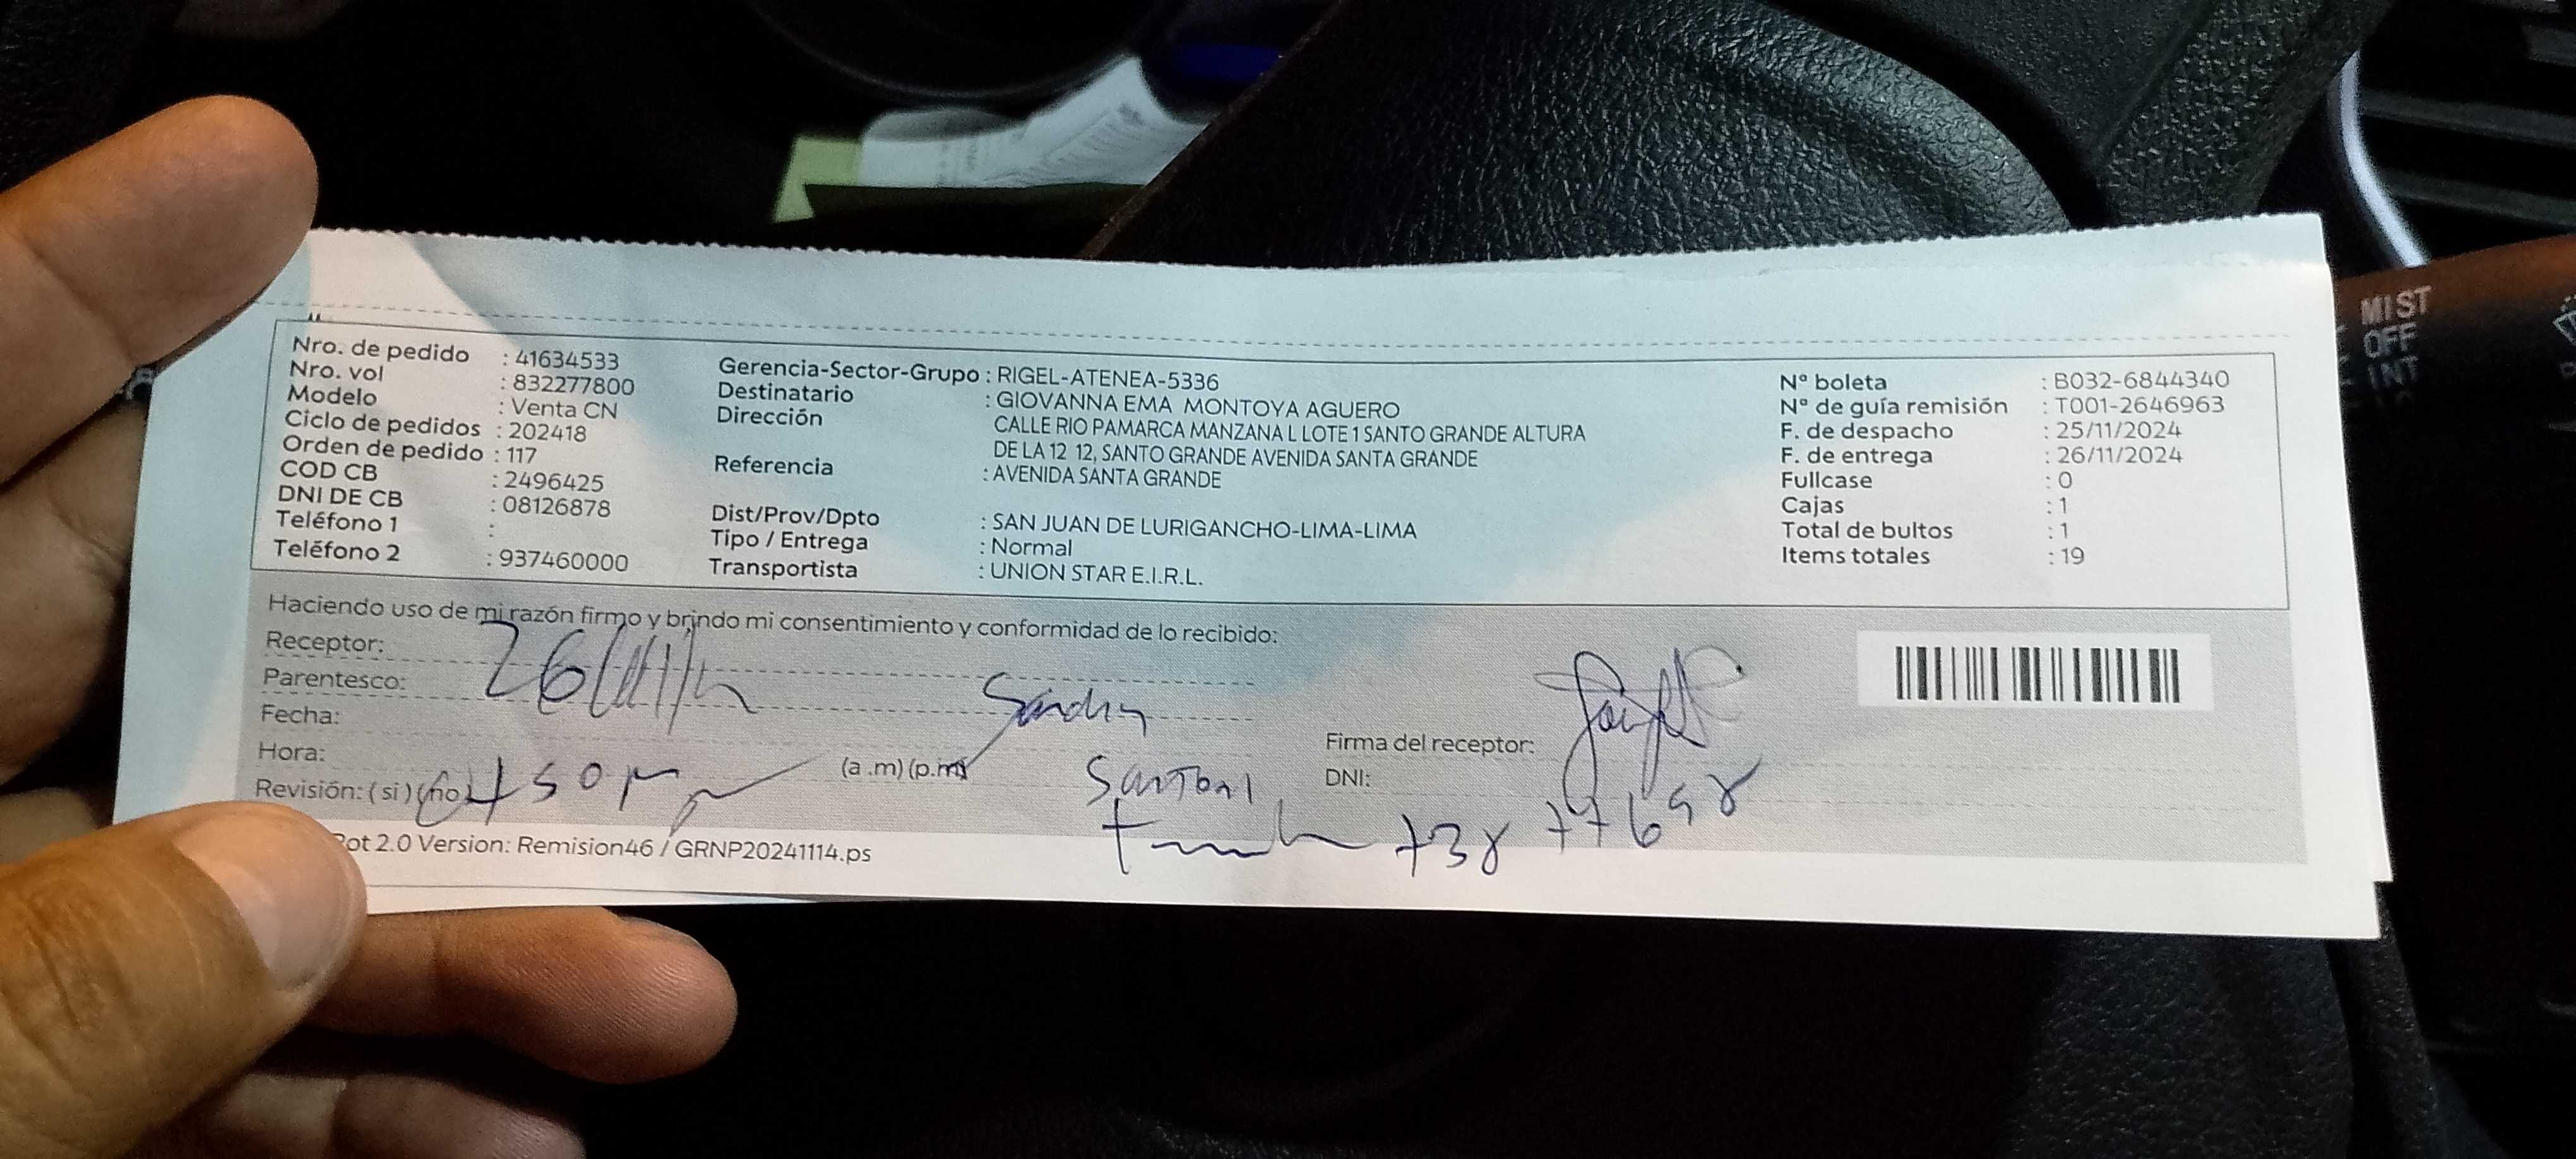 Nro. de pedido : 41634533
Nro. vol : 832277800
Modelo : Venta CN
Ciclo de pedidos : 202418
Orden de pedido : 117
COD CB : 2496425
DNI DE CB : 08126878
Teléfono 1 :
Teléfono 2 : 937460000
Gerencia-Sector-Grupo : RIGEL-ATENEA-5336
Destinatario : GIOVANNA EMA MONTOYA AGUERO
Dirección CALLE RIO PAMARCA MANZANA L LOTE 1 SANTO GRANDE ALTURA
DE LA 12 12, SANTO GRANDE AVENIDA SANTA GRANDE
Referencia : AVENIDA SANTA GRANDE
Dist/Prov/Dpto : SAN JUAN DE LURIGANCHO-LIMA-LIMA
Tipo / Entrega : Normal
Transportista : UNION STAR E.I.R.L.
Nº boleta : B032-6844340
Nº de guía remisión : T001-2646963
F. de despacho : 25/11/2024
F. de entrega : 26/11/2024
Fullcase : 0
Cajas : 1
Total de bultos : 1
Items totales : 19
Haciendo uso de mi razón firmo y brindo mi consentimiento y conformidad de lo recibido:
Receptor:
Parentesco:
Fecha:
Hora: (a .m) (p.m)
Revisión: ( si ) ( no )
Firma del receptor:
DNI:
ot 2.0 Version: Remision46 / GRNP20241114.ps
MIST
OFF
INT